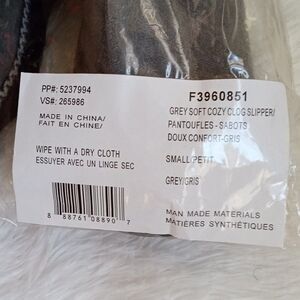 PP#: 5237994
VS#: 265986
MADE IN CHINA/
FAIT EN CHINE/
WIPE WITH A DRY CLOTH
ESSUYER AVEC UN LINGE SEC
8 88761 08890 7
F3960851
GREY SOFT COZY CLOG SLIPPER/
PANTOUFLES - SABOTS
DOUX CONFORT-GRIS
SMALL/PETIT
GREY/GRIS
MAN MADE MATERIALS
MATIÈRES SYNTHÉTIQUES